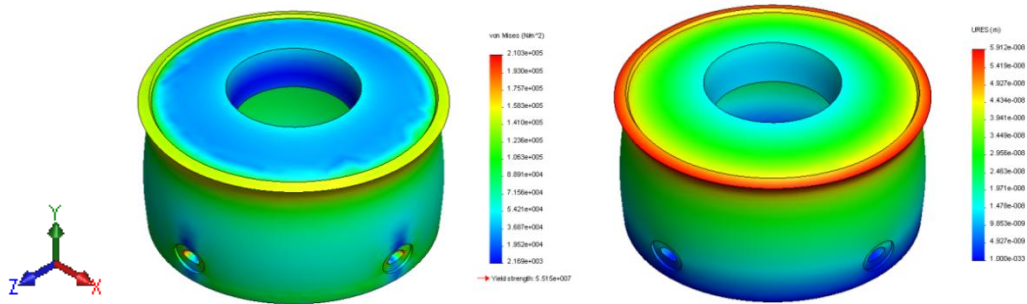 von Mises (N/m^2)
2.103e+005
1.930e+005
1.757e+005
1.583e+005
1.410e+005
1.236e+005
1.063e+005
8.891e+004
7.156e+004
5.421e+004
3.687e+004
1.952e+004
2.169e+003
Yield strength: 5.515e+007
URES (m)
5.912e-008
5.419e-008
4.927e-008
4.434e-008
3.941e-008
3.449e-008
2.956e-008
2.463e-008
1.971e-008
1.478e-008
9.853e-009
4.927e-009
1.000e-033
Y
Z
X